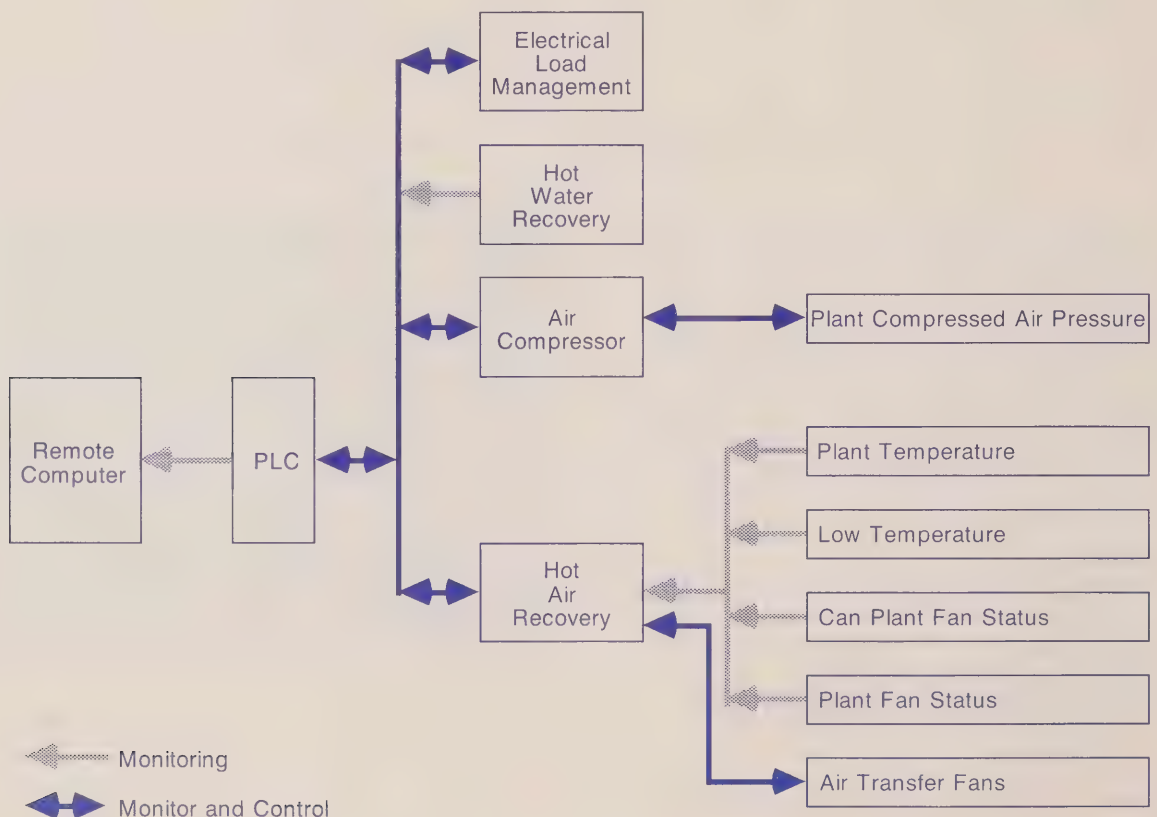 Electrical
Load
Management
Hot
Water
Recovery
Air
Compressor
Plant Compressed Air Pressure
Remote
Computer
PLC
Plant Temperature
Low Temperature
Hot
Air
Recovery
Can Plant Fan Status
Plant Fan Status
Air Transfer Fans
Monitoring
Monitor and Control